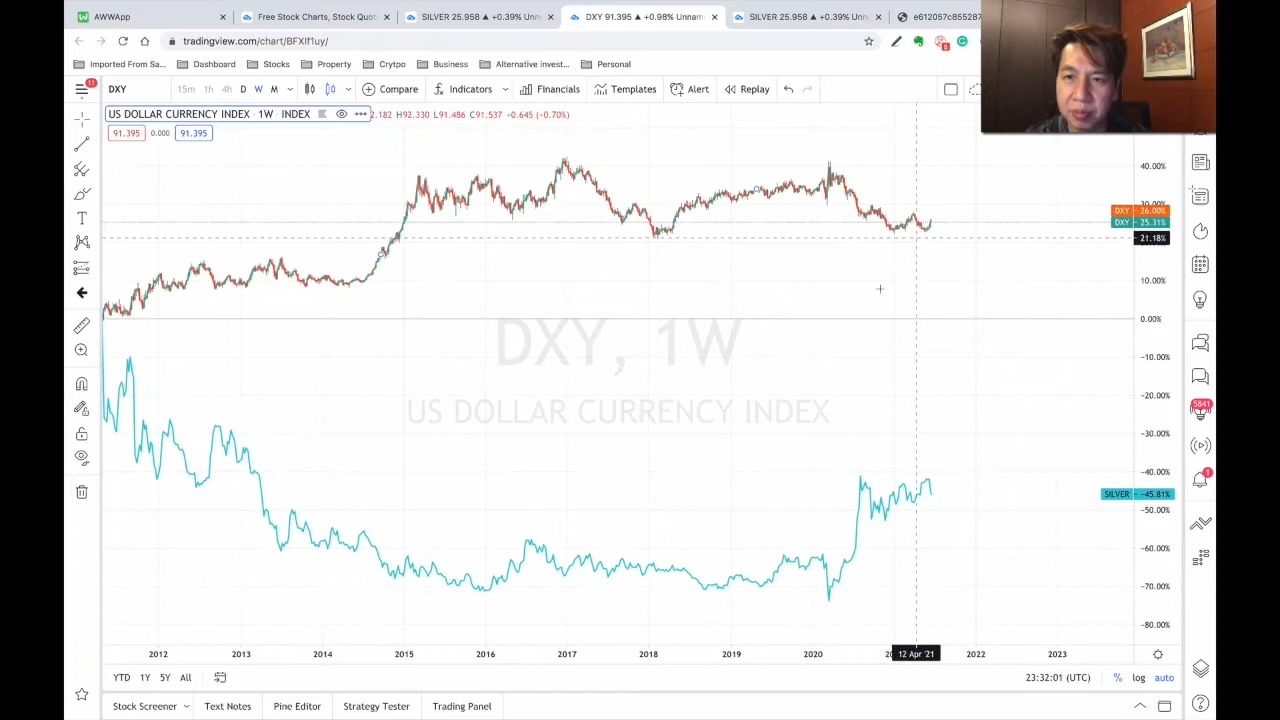 AWWApp
Free Stock Charts, Stock Quot
SILVER 25.958 ▲ +0.39% Unn
DXY 91.395 ▲ +0.98% Unnam
SILVER 25.958 ▲ +0.39% Unn
e612057c855287
tradingview.com/chart/BFXlf1uy/
Imported From Sa...
Dashboard
Stocks
Property
Crytpo
Business
Alternative invest...
Personal
11
DXY
15m
1h
4h
D
W
M
Compare
Indicators
Financials
Templates
Alert
Replay
US DOLLAR CURRENCY INDEX · 1W · INDEX
2.182 H92.330 L91.486 C91.537 -0.645 (-0.70%)
91.395
0.000
91.395
40.00%
30.00%
DXY 26.00%
DXY 25.31%
21.18%
10.00%
0.00%
DXY, 1W
US DOLLAR CURRENCY INDEX
-10.00%
-20.00%
-30.00%
-40.00%
SILVER -45.81%
-50.00%
-60.00%
-70.00%
-80.00%
5841
1
2012
2013
2014
2015
2016
2017
2018
2019
2020
12 Apr '21
2022
2023
YTD
1Y
5Y
All
23:32:01 (UTC)
%
log
auto
Stock Screener
Text Notes
Pine Editor
Strategy Tester
Trading Panel